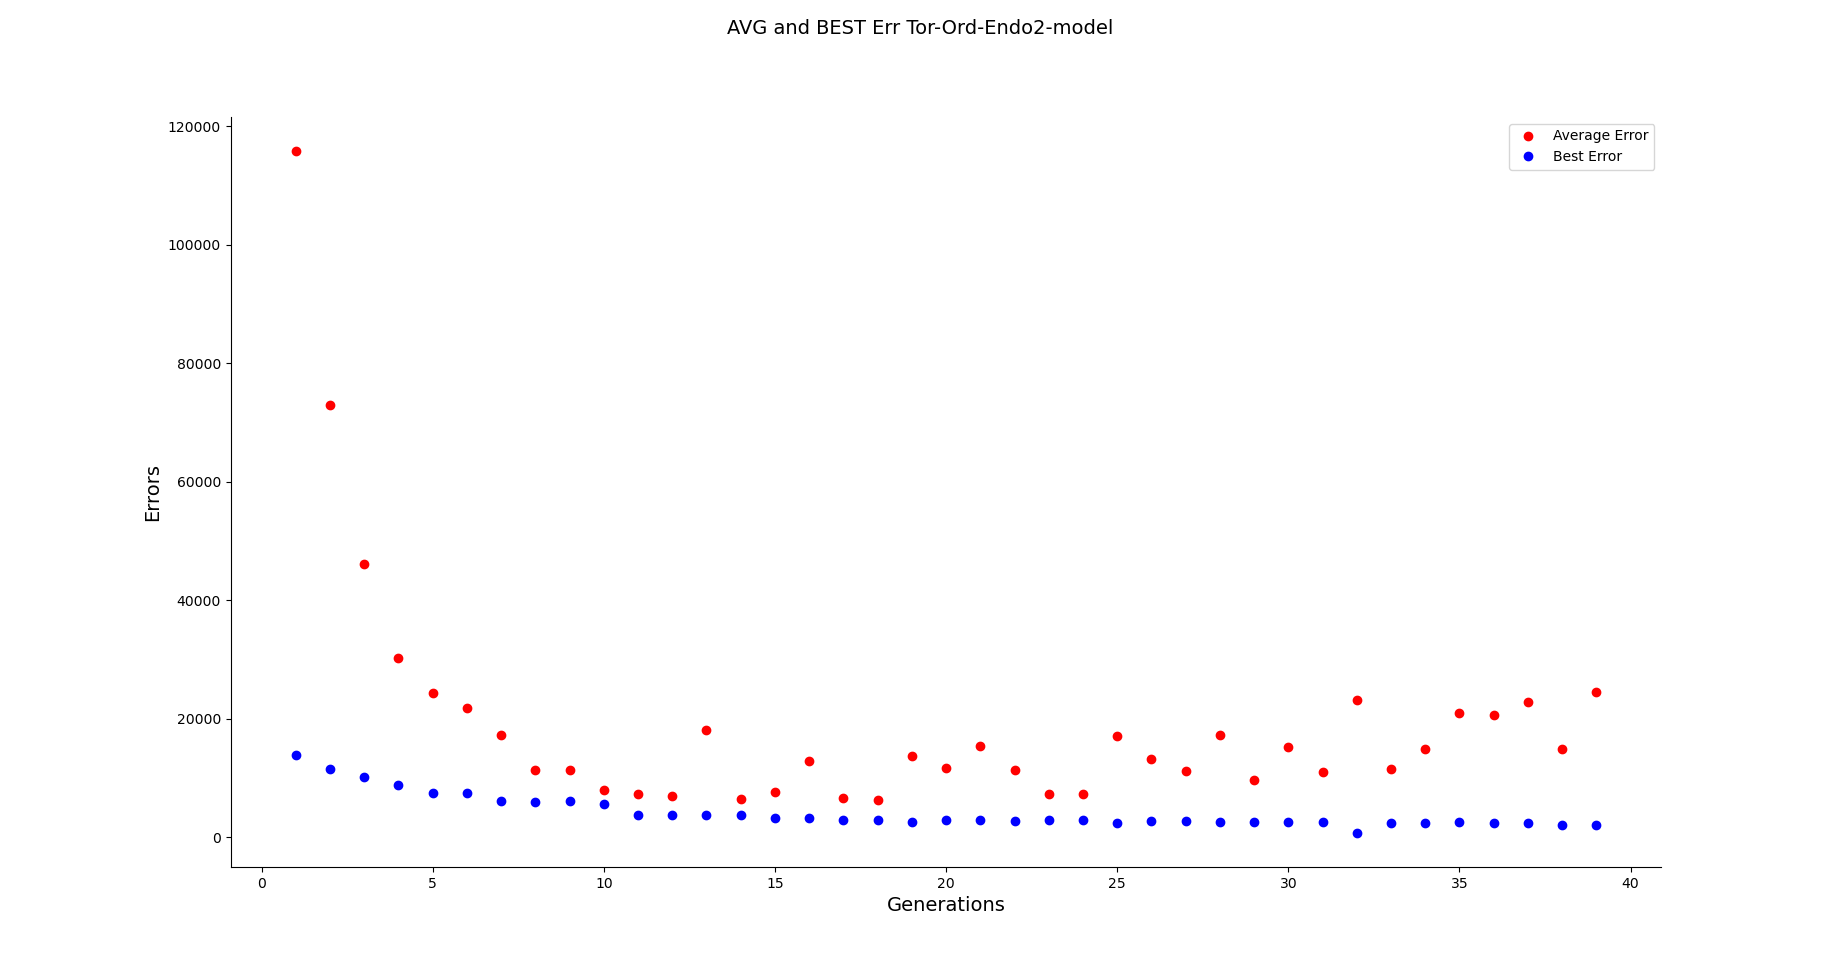 AVG and BEST Err Tor-Ord-Endo2-model
120000
100000
80000
60000
40000
20000
0
Errors
Average Error
Best Error
0 5 10 15 20 25 30 35 40
Generations